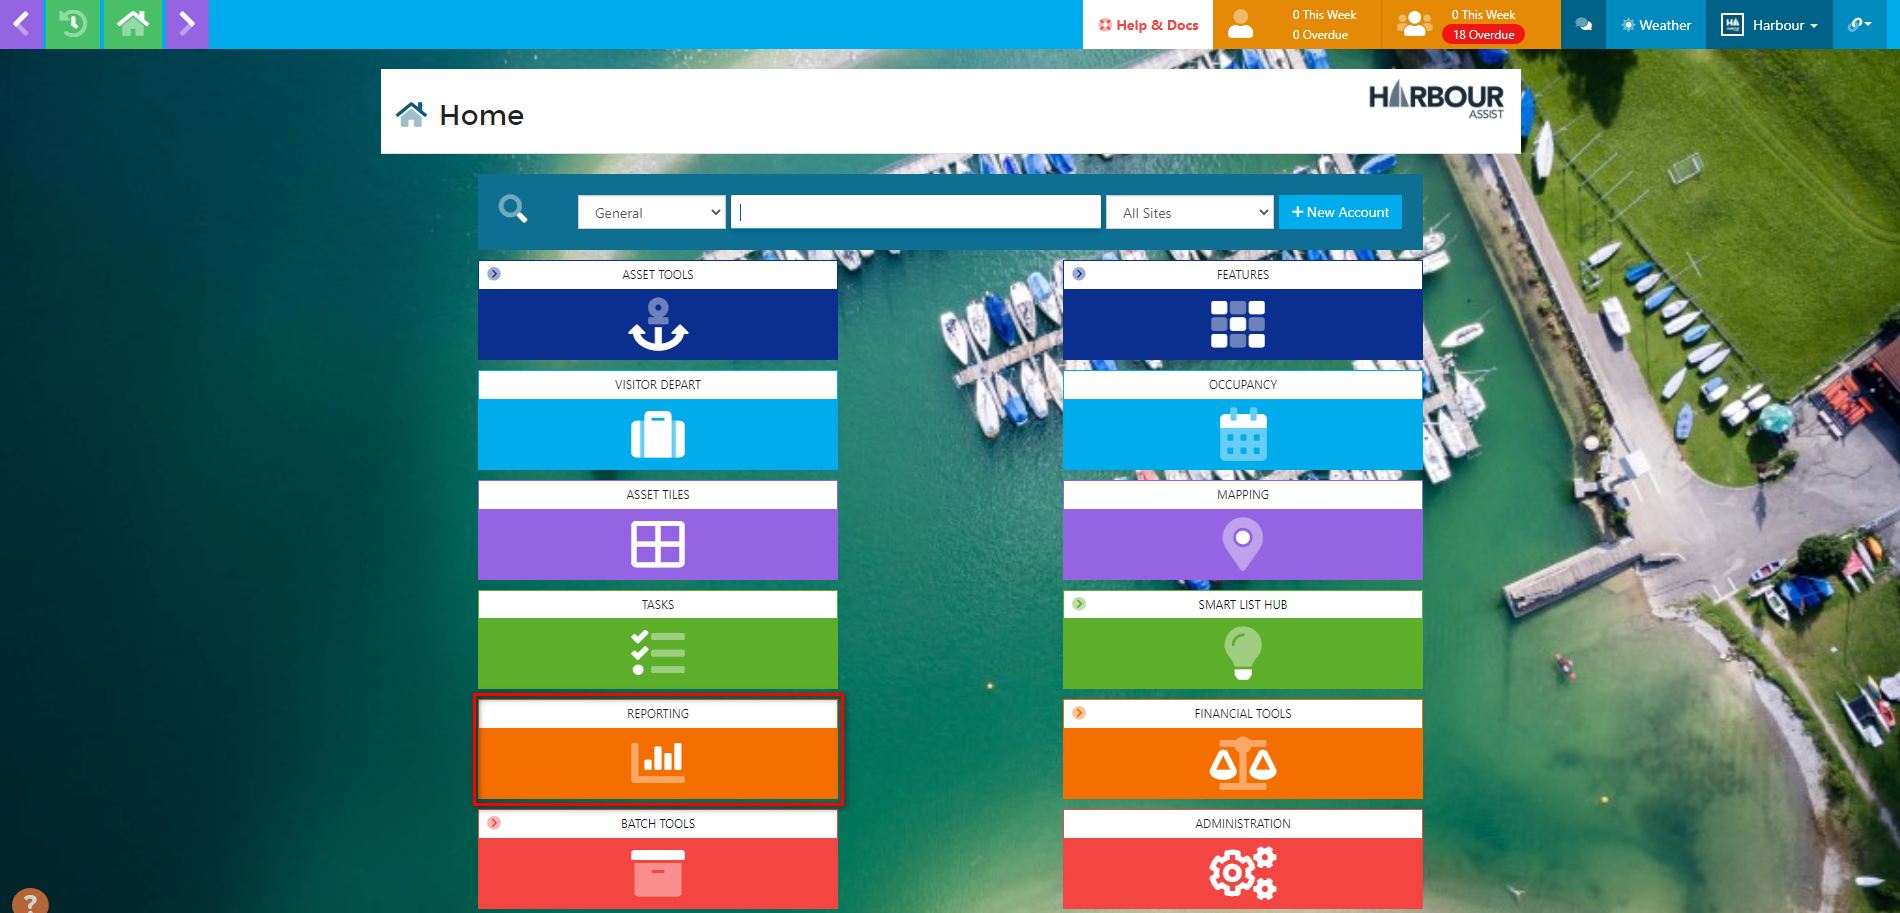 Help & Docs
0 This Week
0 Overdue
0 This Week
18 Overdue
Weather
Harbour
Home
HARBOUR
ASSIST
General
All Sites
+ New Account
ASSET TOOLS
FEATURES
VISITOR DEPART
OCCUPANCY
ASSET TILES
MAPPING
TASKS
SMART LIST HUB
REPORTING
FINANCIAL TOOLS
BATCH TOOLS
ADMINISTRATION
?